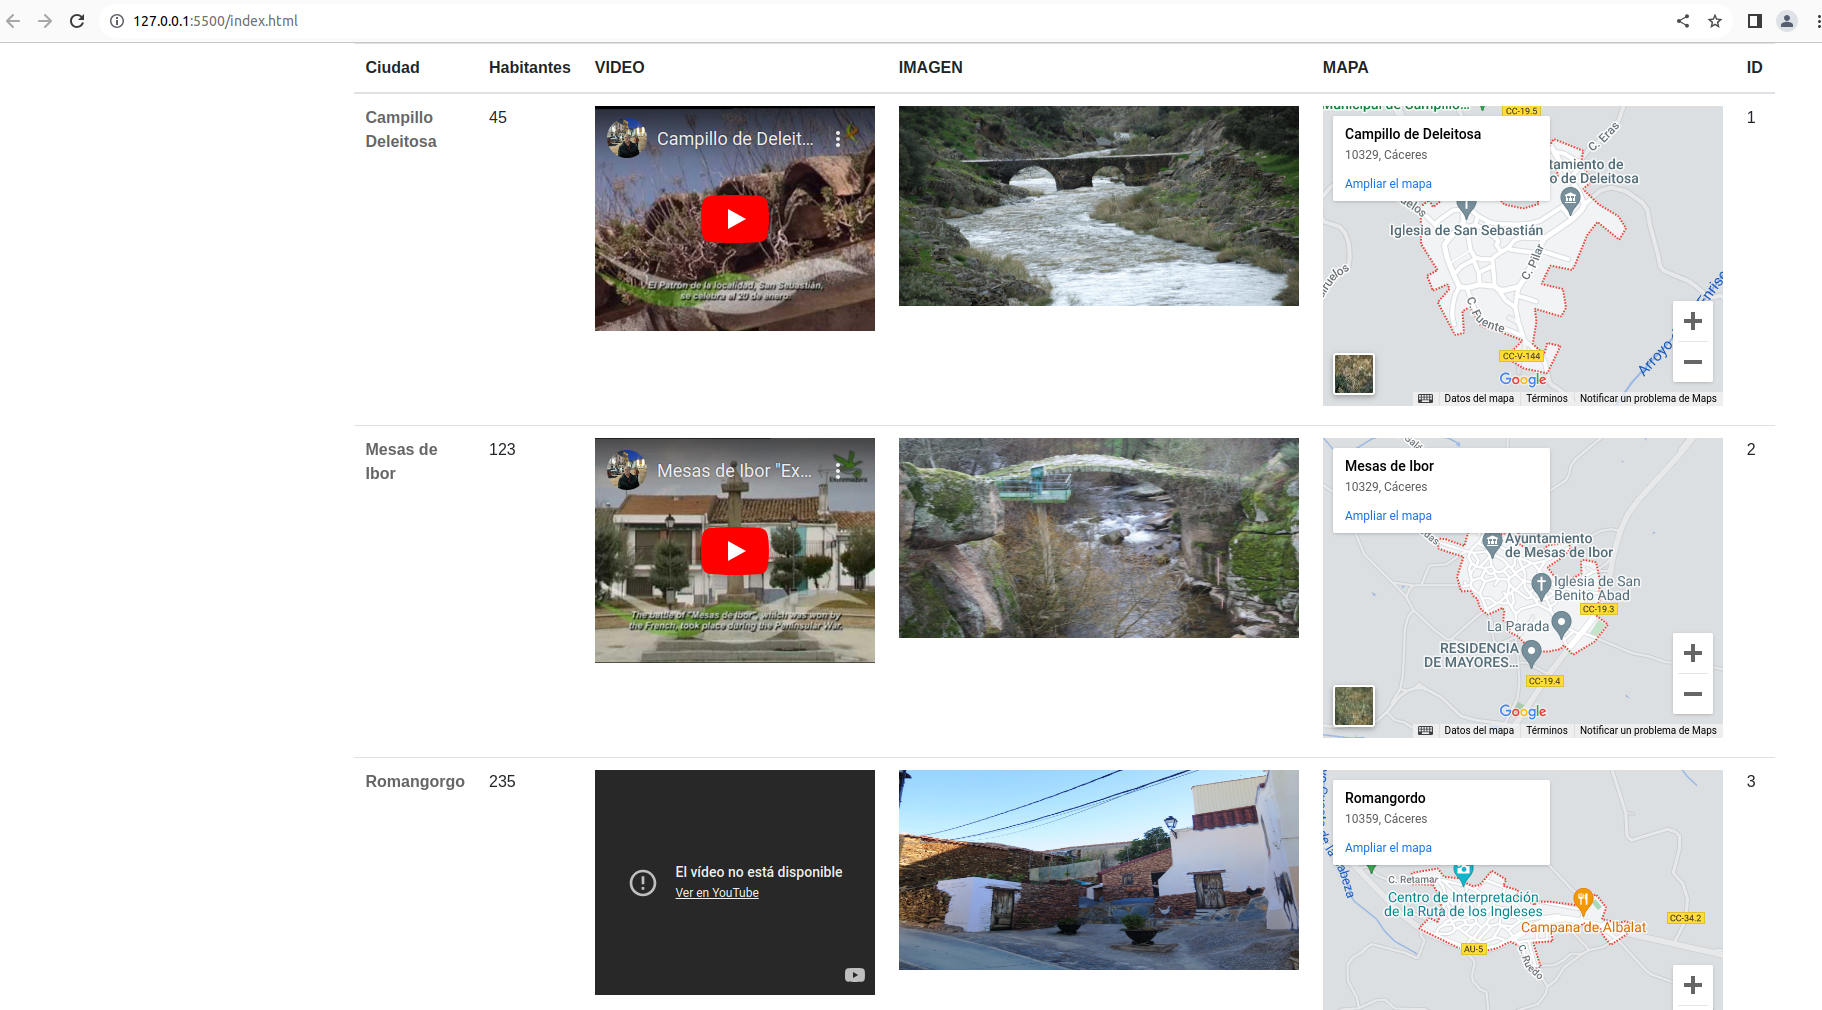 127.0.0.1:5500/index.html
Ciudad Habitantes VIDEO IMAGEN MAPA ID
Campillo
Deleitosa
45
Campillo de Deleit...
El Patrón de la localidad, San Sebastián,
se celebra el 20 de enero.
CC-19.5
Campillo de Deleitosa
10329, Cáceres
Ampliar el mapa
C. Eras
tamiento de
o de Deleitosa
Iglesia de San Sebastián
C. Pilar
C. Fuente
CC-V-144
Arroyo
Google
Datos del mapa Términos Notificar un problema de Maps
1
Mesas de
Ibor
123
Mesas de Ibor "Ex...
The battle of "Mesas de Ibor", which was won by
the French, took place during the Peninsular War.
Mesas de Ibor
10329, Cáceres
Ampliar el mapa
Ayuntamiento
de Mesas de Ibor
Iglesia de San
Benito Abad
CC-19.3
La Parada
RESIDENCIA
DE MAYORES...
CC-19.4
Google
Datos del mapa Términos Notificar un problema de Maps
2
Romangorgo
235
El vídeo no está disponible
Ver en YouTube
Romangordo
10359, Cáceres
Ampliar el mapa
C. Retamar
Centro de Interpretación
de la Ruta de los Ingleses
Campana de Albalat
CC-34.2
AU-5
C. Ruedo
3